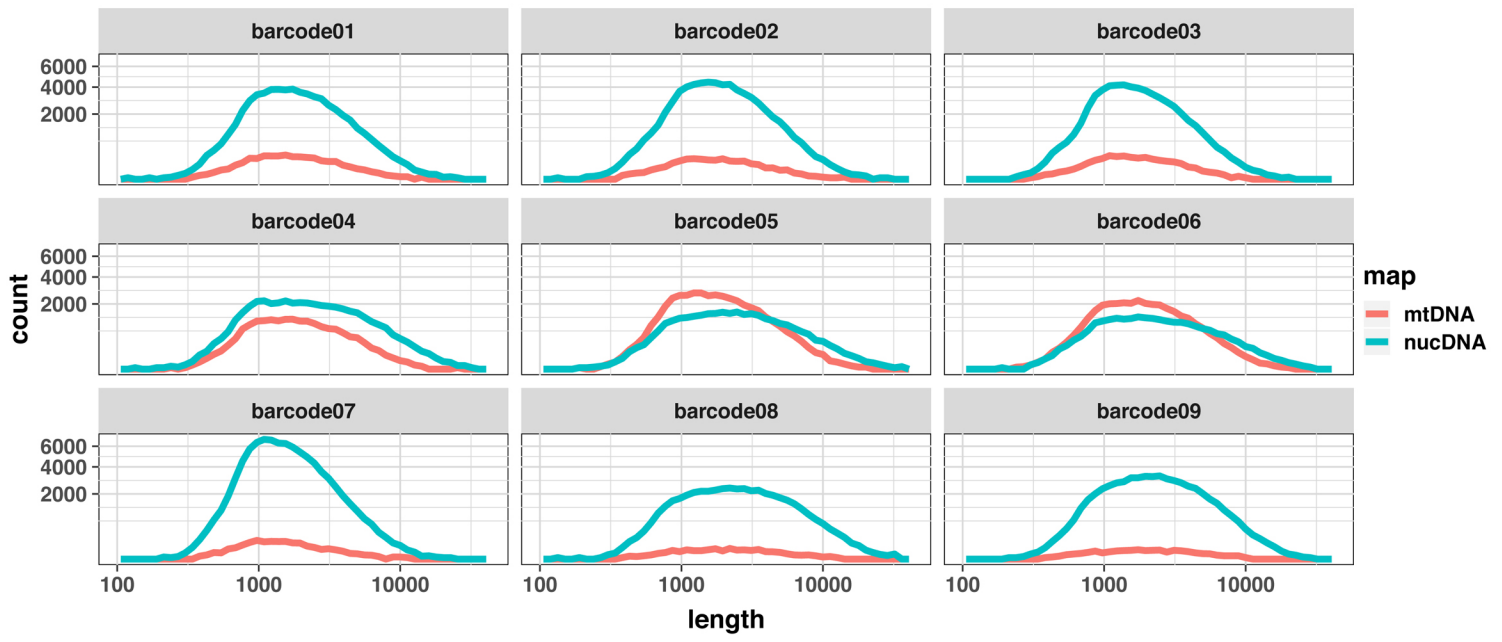 barcode01 barcode02 barcode03
6000
4000
2000
barcode04 barcode05 barcode06
6000
4000
2000
count
map
mtDNA
nucDNA
barcode07 barcode08 barcode09
6000
4000
2000
100 1000 10000 100 1000 10000 100 1000 10000
length